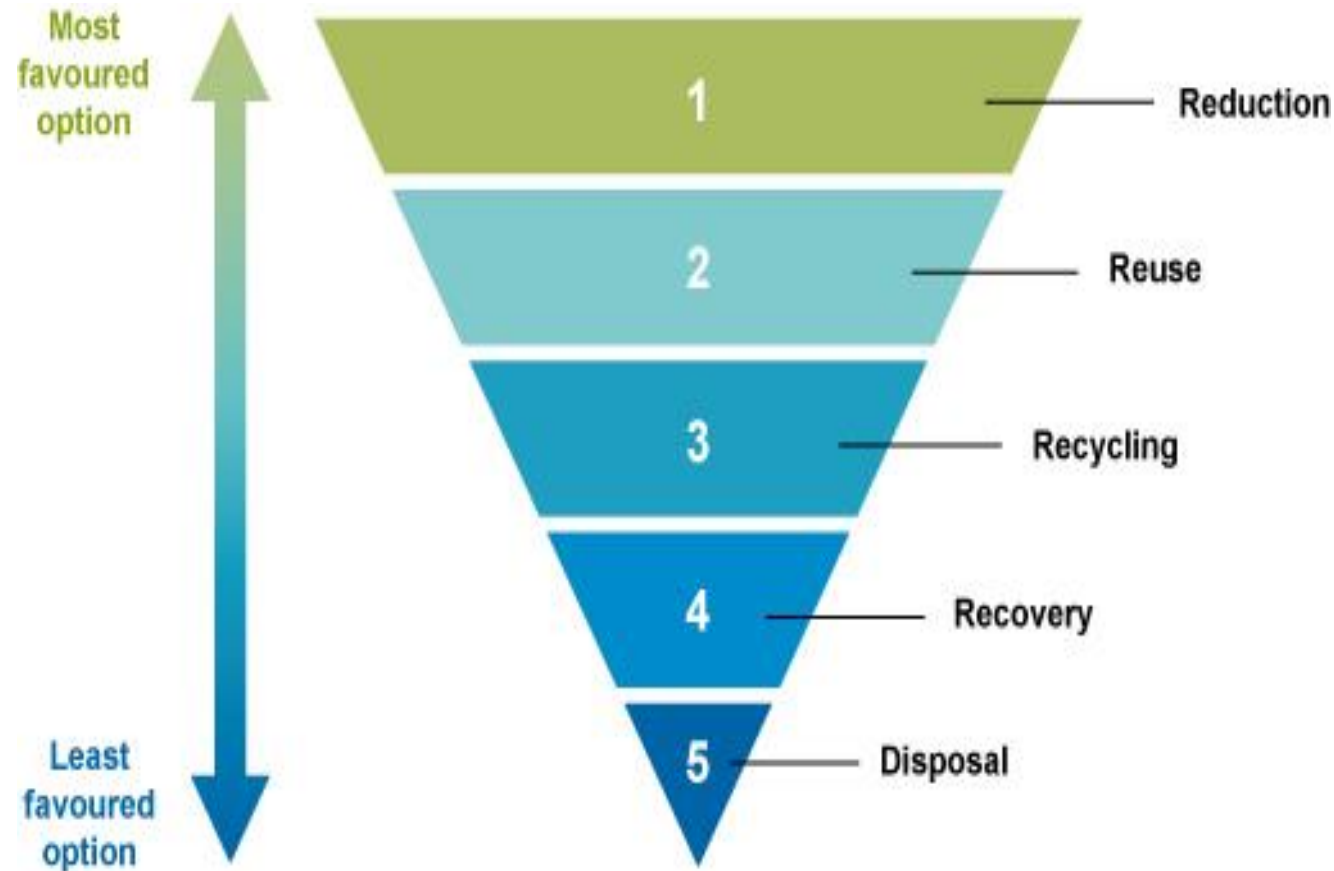 Most
favoured
option
1
Reduction
2
Reuse
3
Recycling
4
Recovery
5
Disposal
Least
favoured
option